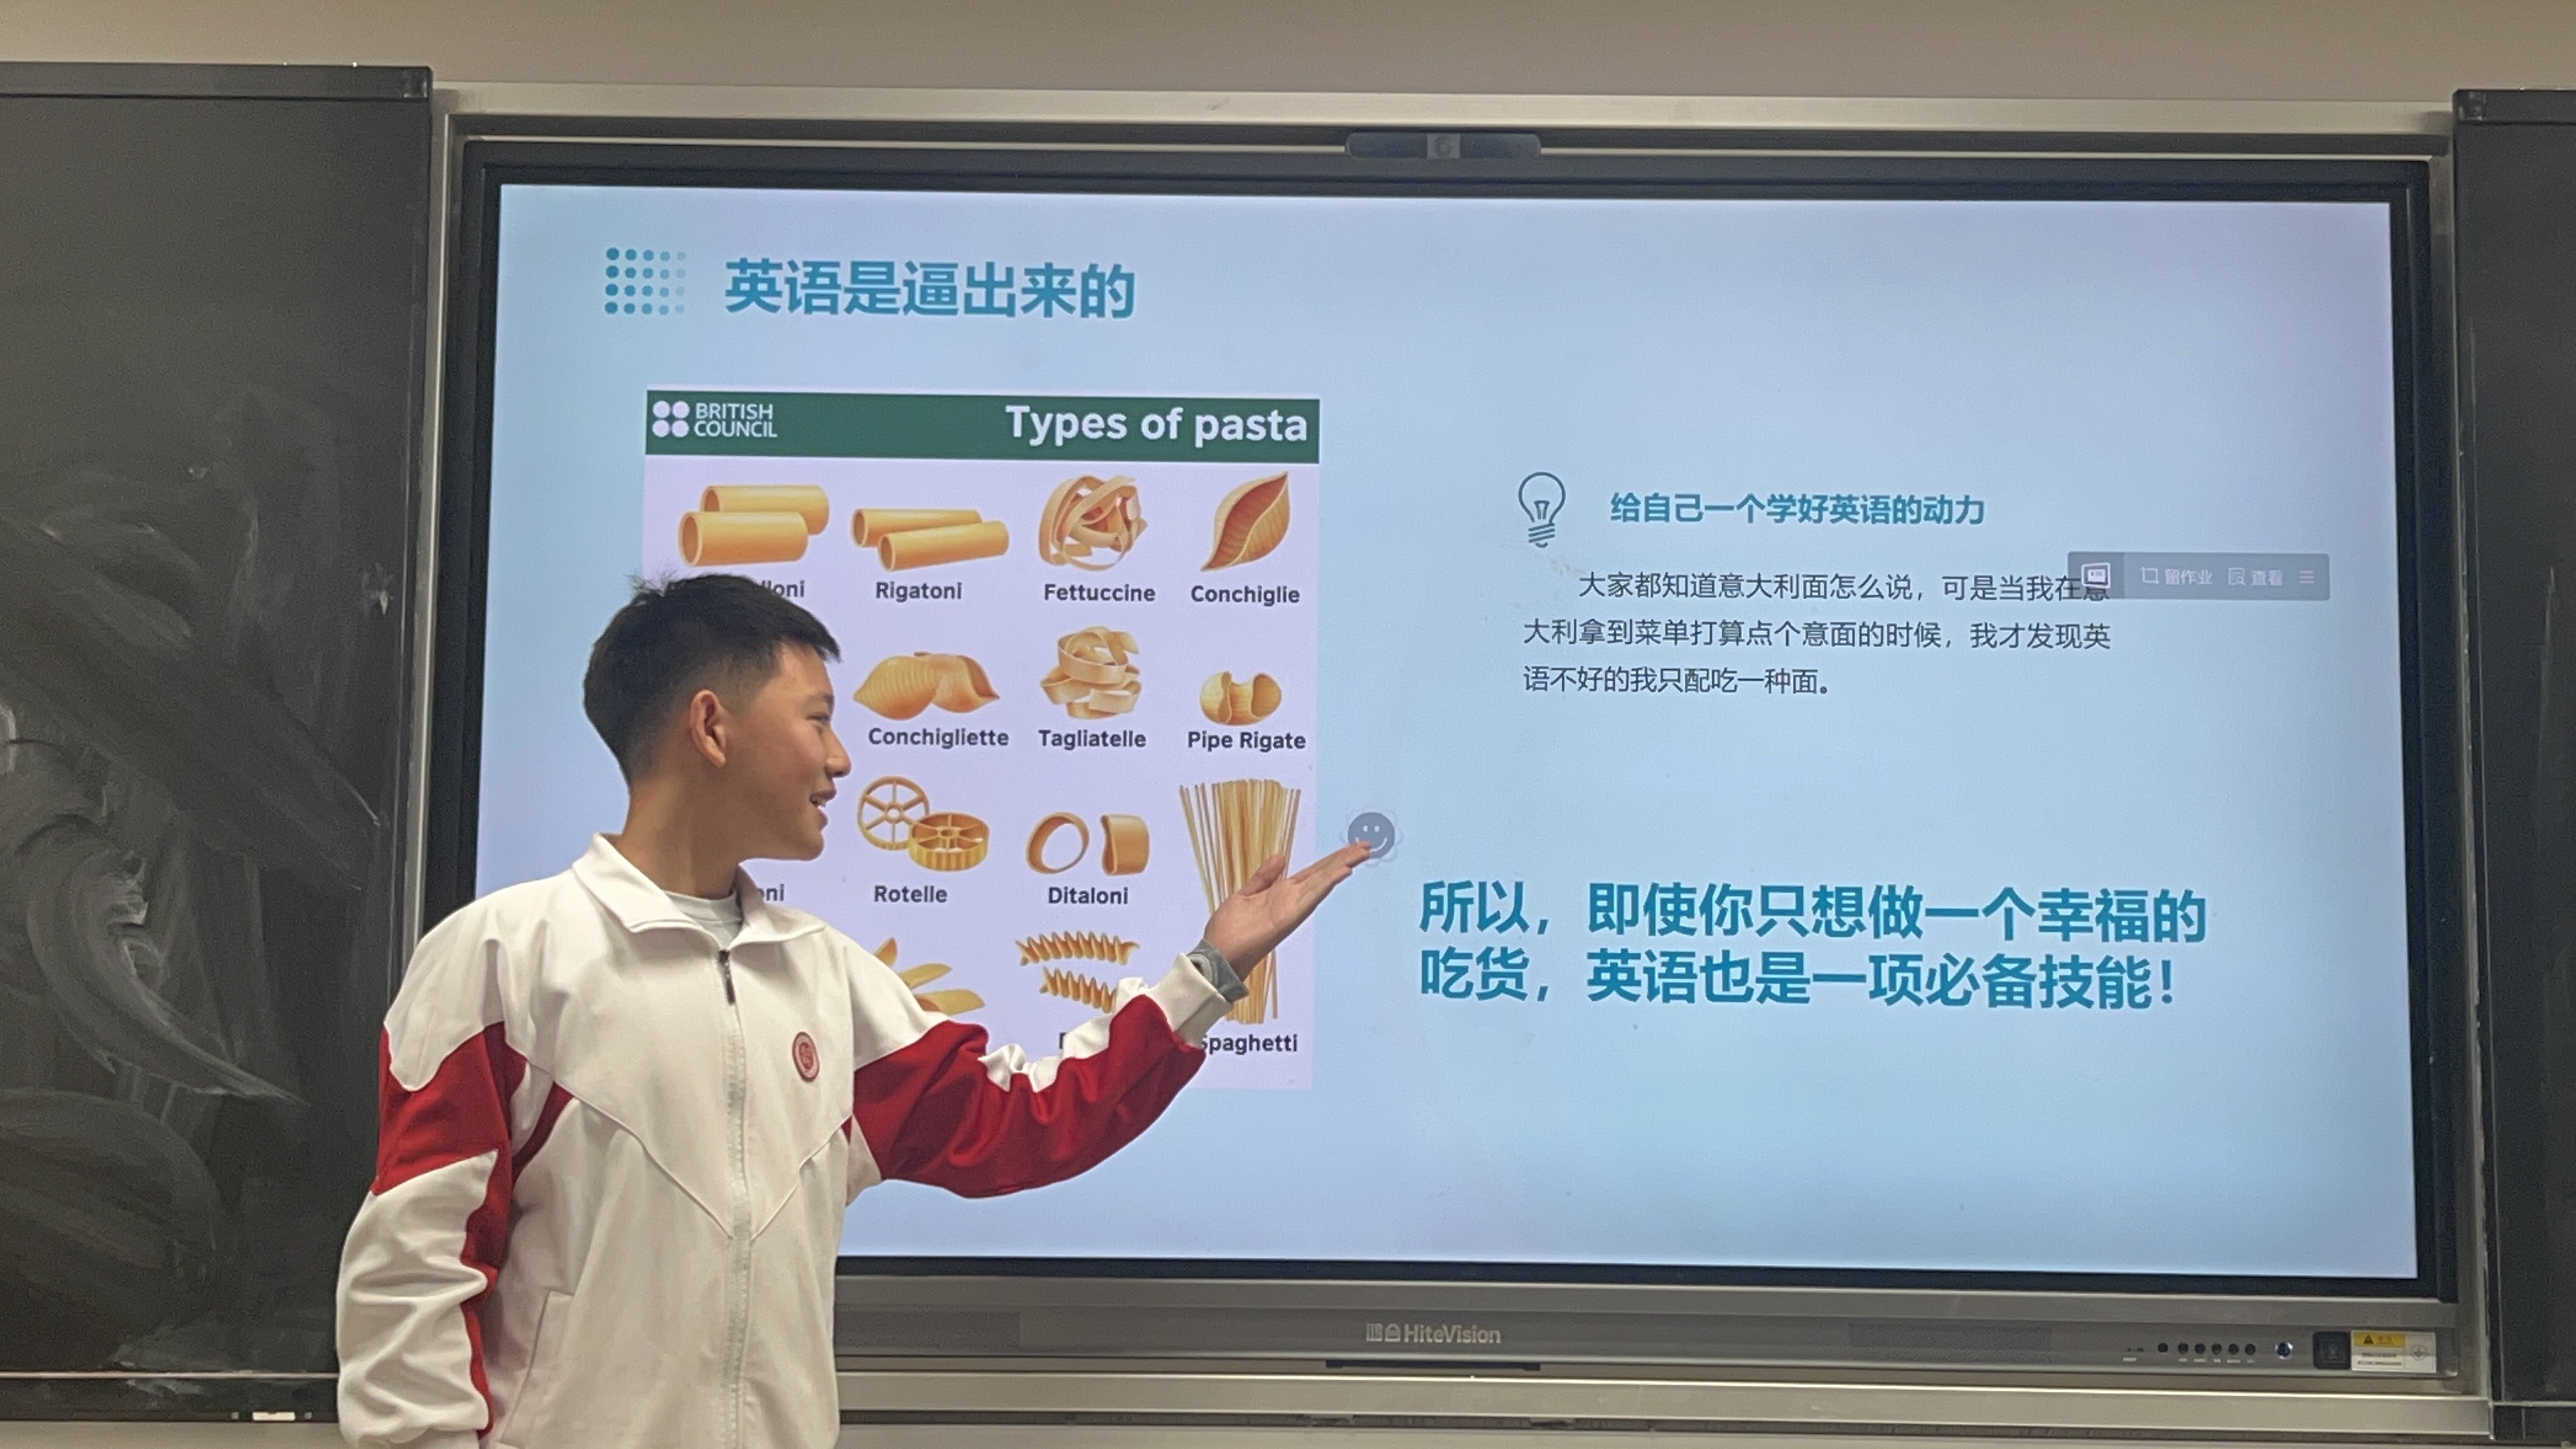 英语是逼出来的
BRITISH
COUNCIL
Types of pasta
Rigatoni
Fettuccine
Conchiglie
Conchigliette
Tagliatelle
Pipe Rigate
Rotelle
Ditaloni
Spaghetti
给自己一个学好英语的动力
大家都知道意大利面怎么说，可是当我在意
大利拿到菜单打算点个意面的时候，我才发现英
语不好的我只配吃一种面。
留作业 查看
所以，即使你只想做一个幸福的
吃货，英语也是一项必备技能！
HiteVision